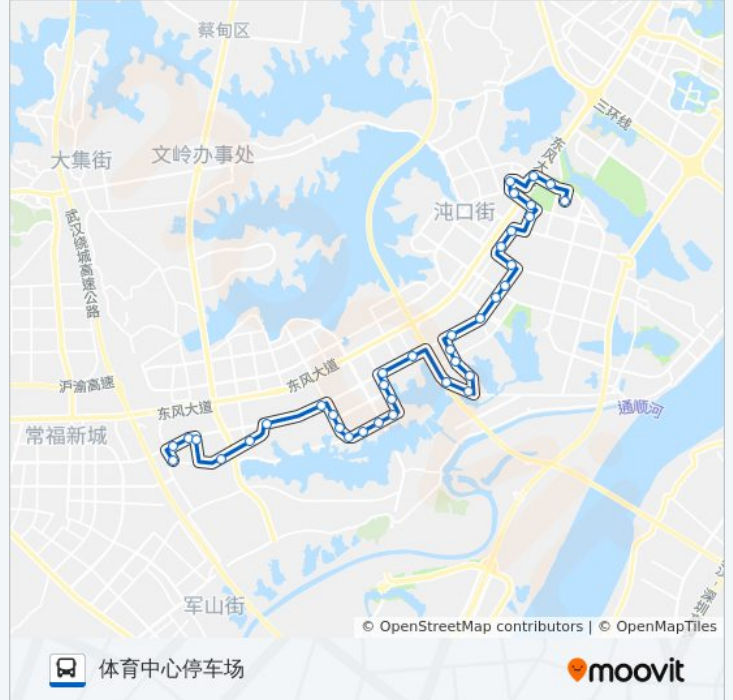 蔡甸区
三环线
东风大
大集街
文岭办事处
沌口街
武汉绕城高速公路
东风大道
沪渝高速
东风大道
通顺河
常福新城
军山街
© OpenStreetMap contributors | © OpenMapTiles
体育中心停车场
moovit